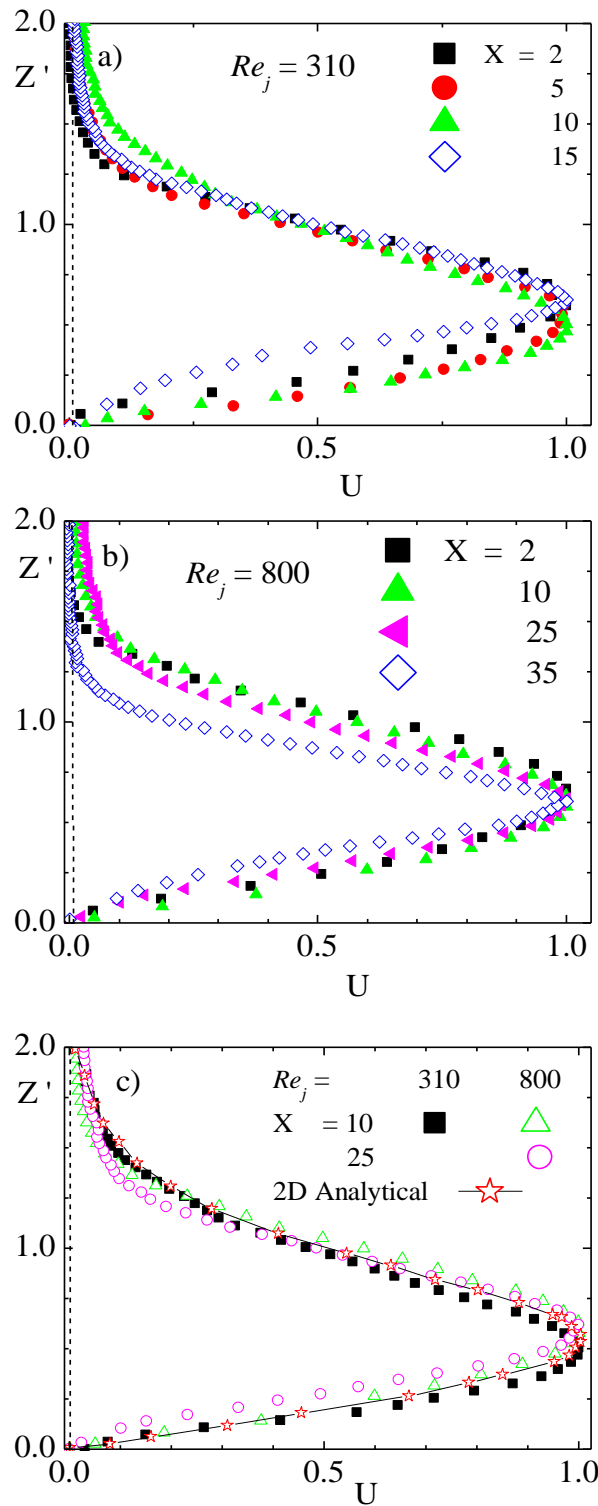 a)
Re_j = 310
X = 2
5
10
15
Z '
2.0
1.0
0.0
0.0 0.5 1.0
U
b)
Re_j = 800
X = 2
10
25
35
Z '
2.0
1.0
0.0
0.0 0.5 1.0
U
c)
Re_j = 310 800
X = 10
25
2D Analytical
Z '
2.0
1.0
0.0
0.0 0.5 1.0
U